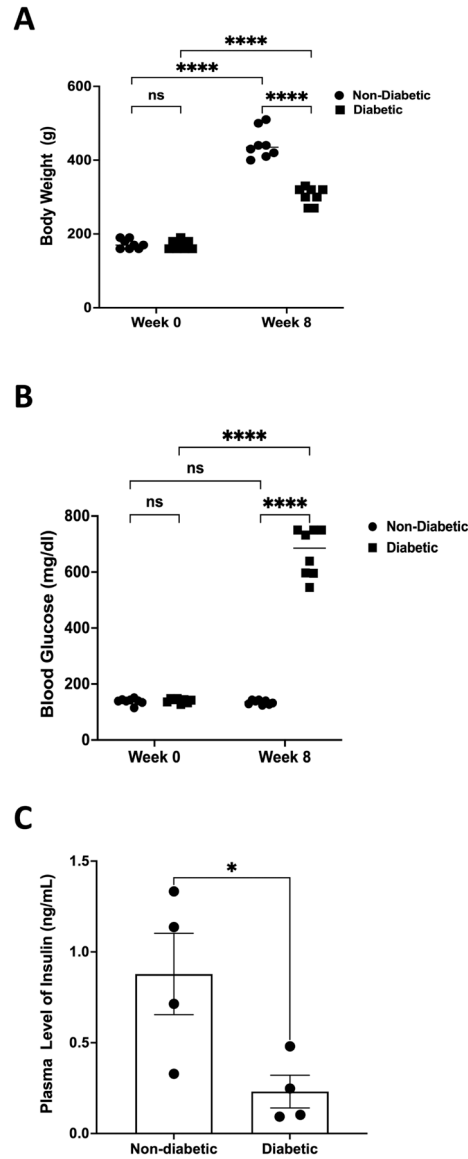 A
****
****
ns
****
Non-Diabetic
Diabetic
Body Weight (g)
600
400
200
0
Week 0
Week 8
B
****
ns
ns
****
Non-Diabetic
Diabetic
Blood Glucose (mg/dl)
800
600
400
200
0
Week 0
Week 8
C
*
Plasma Level of Insulin (ng/mL)
1.5
1.0
0.5
0.0
Non-diabetic
Diabetic